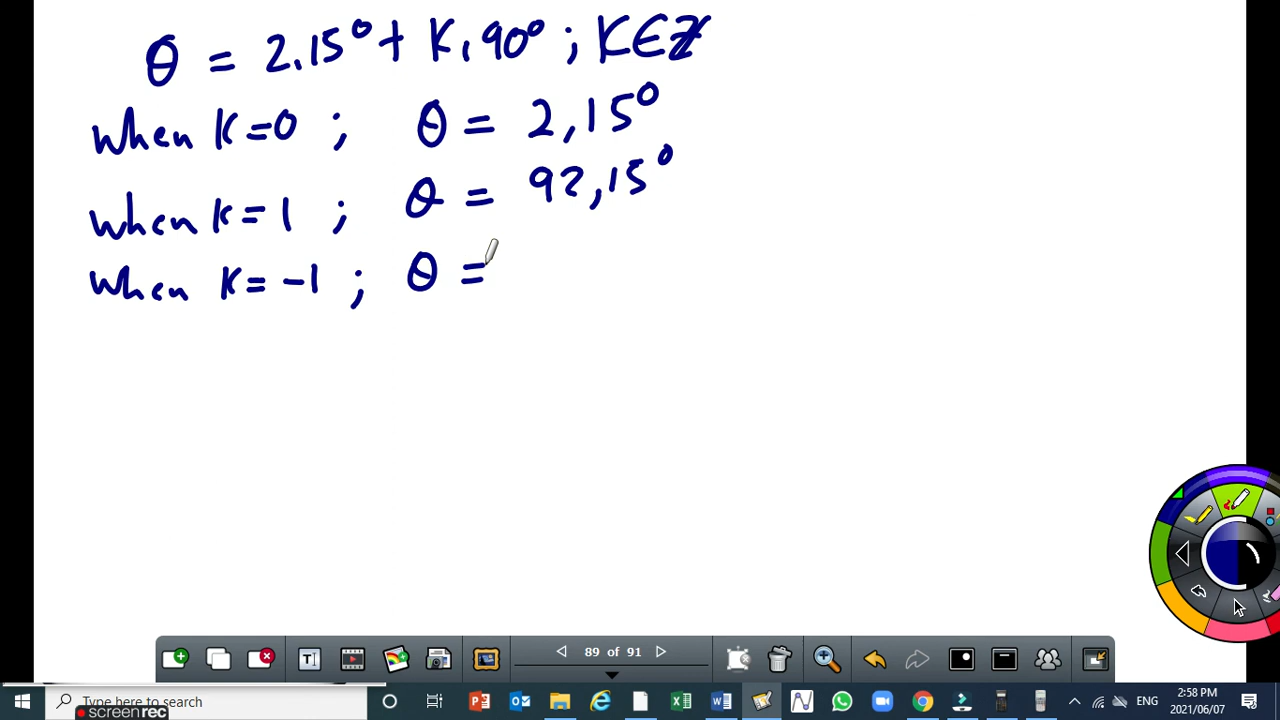 θ = 2,15° + K.90° ; K∈ℤ
when K=0 ; θ = 2,15°
when K=1 ; θ = 92,15°
when K=-1 ; θ =
89 of 91
Type here to search
screenrec
ENG
2:58 PM
2021/06/07